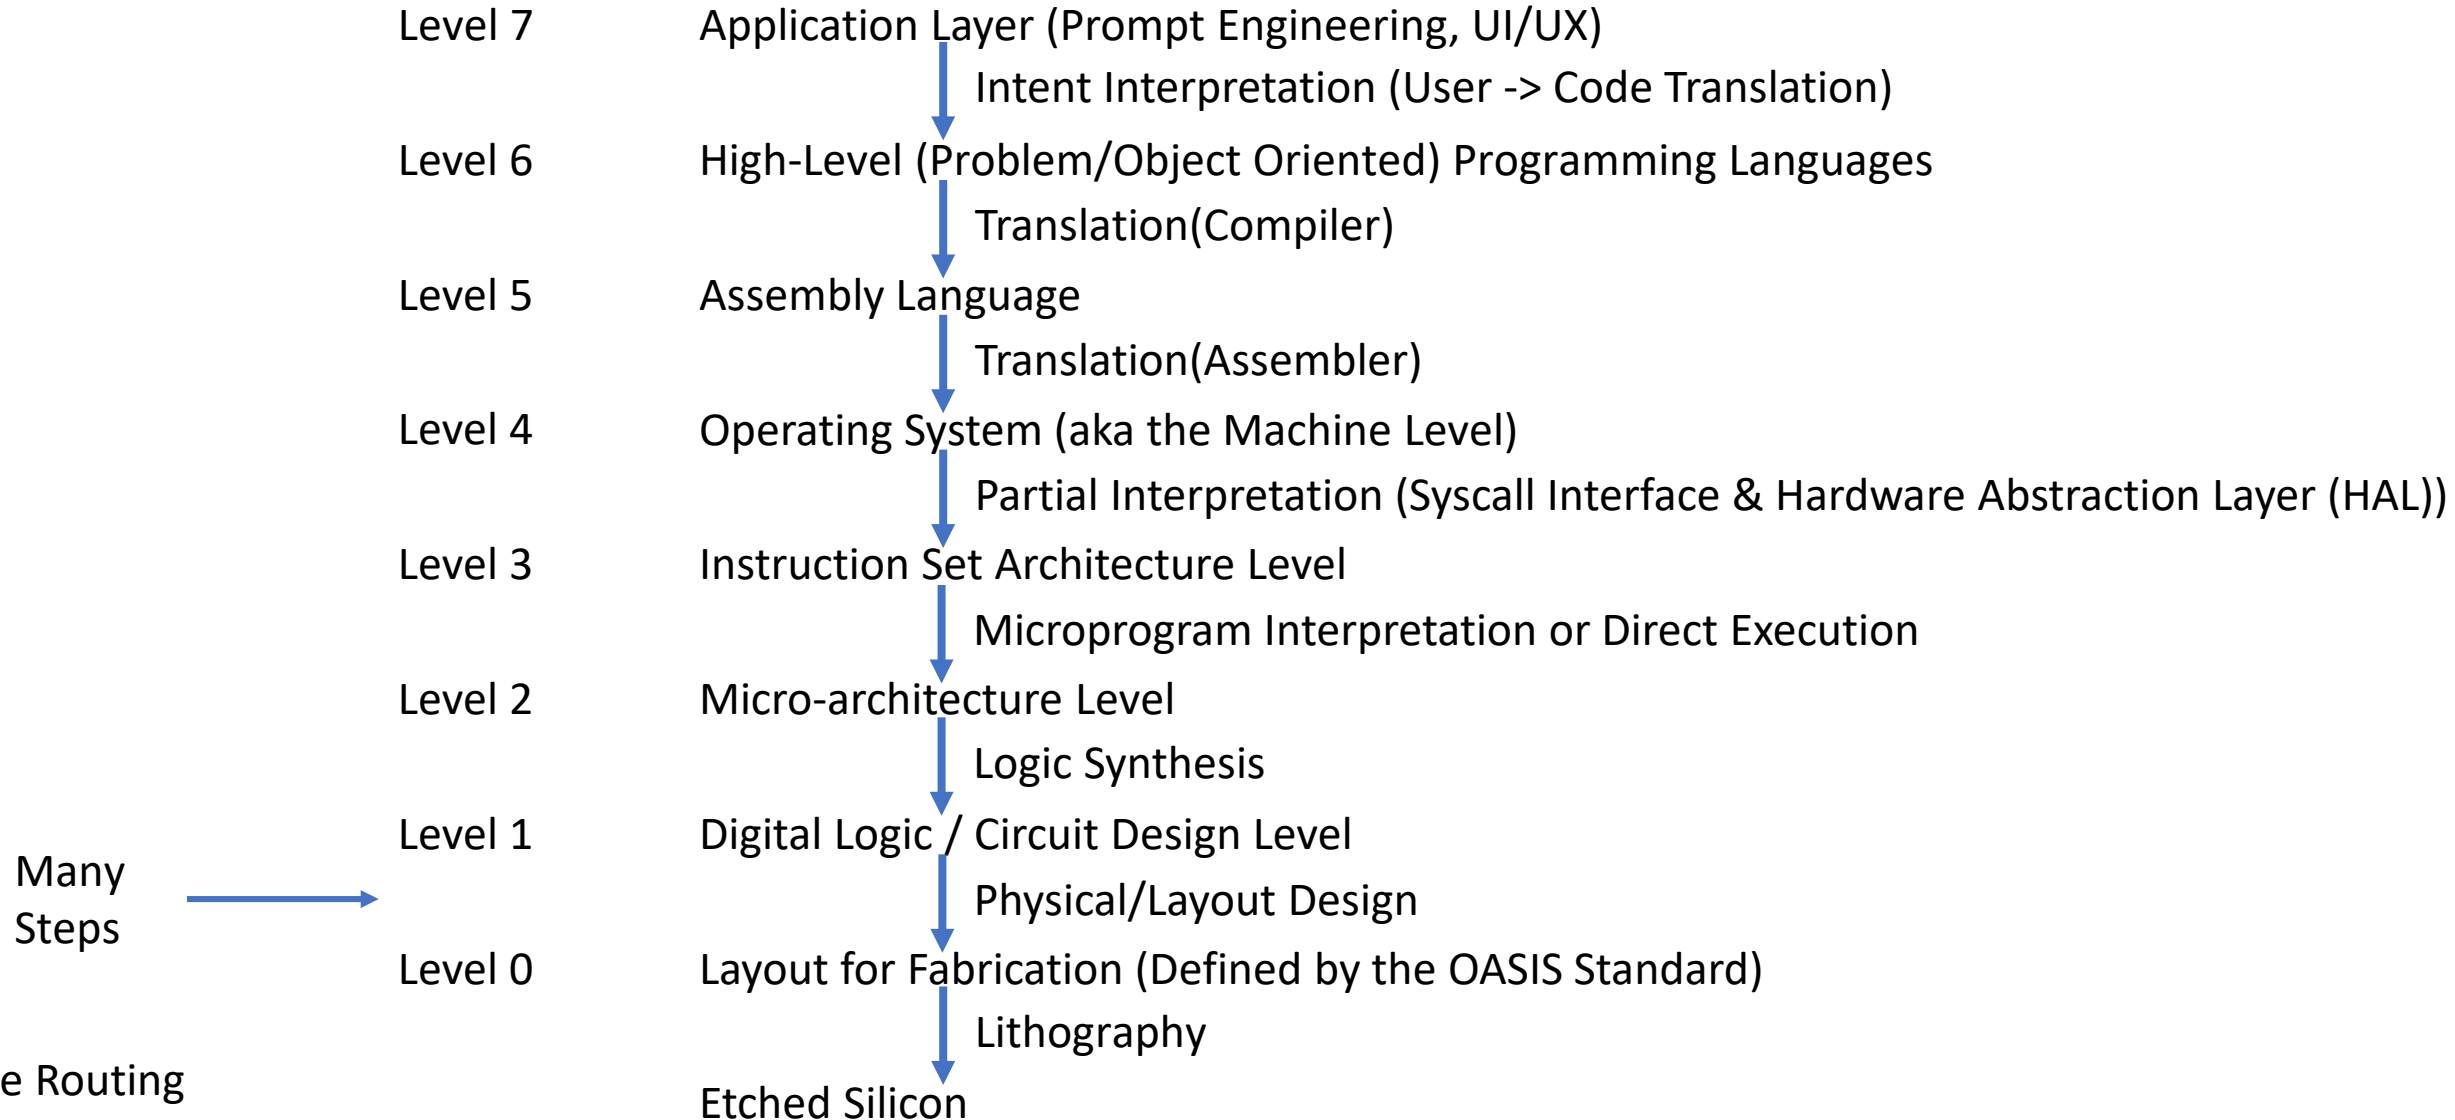 Level 7 Application Layer (Prompt Engineering, UI/UX)
Intent Interpretation (User -> Code Translation)
Level 6 High-Level (Problem/Object Oriented) Programming Languages
Translation(Compiler)
Level 5 Assembly Language
Translation(Assembler)
Level 4 Operating System (aka the Machine Level)
Partial Interpretation (Syscall Interface & Hardware Abstraction Layer (HAL))
Level 3 Instruction Set Architecture Level
Microprogram Interpretation or Direct Execution
Level 2 Micro-architecture Level
Logic Synthesis
Level 1 Digital Logic / Circuit Design Level
Many
Steps
Physical/Layout Design
Level 0 Layout for Fabrication (Defined by the OASIS Standard)
Lithography
e Routing
Etched Silicon